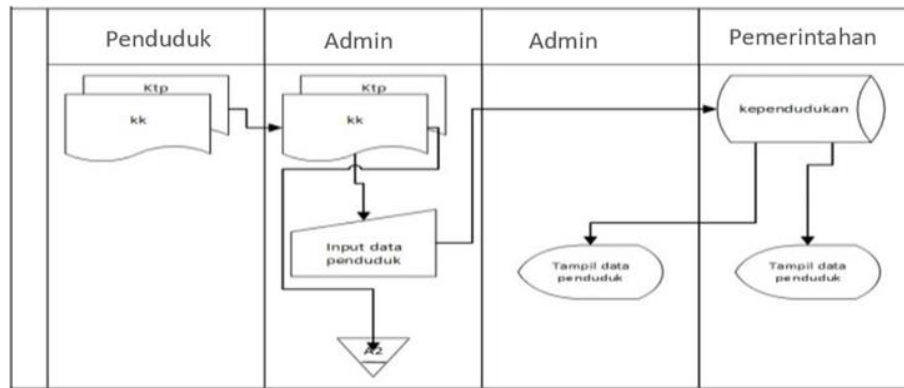 Penduduk
Admin
Admin
Pemerintahan
Ktp
kk
Ktp
kk
kependudukan
Input data
penduduk
Tampil data
penduduk
Tampil data
penduduk
A2